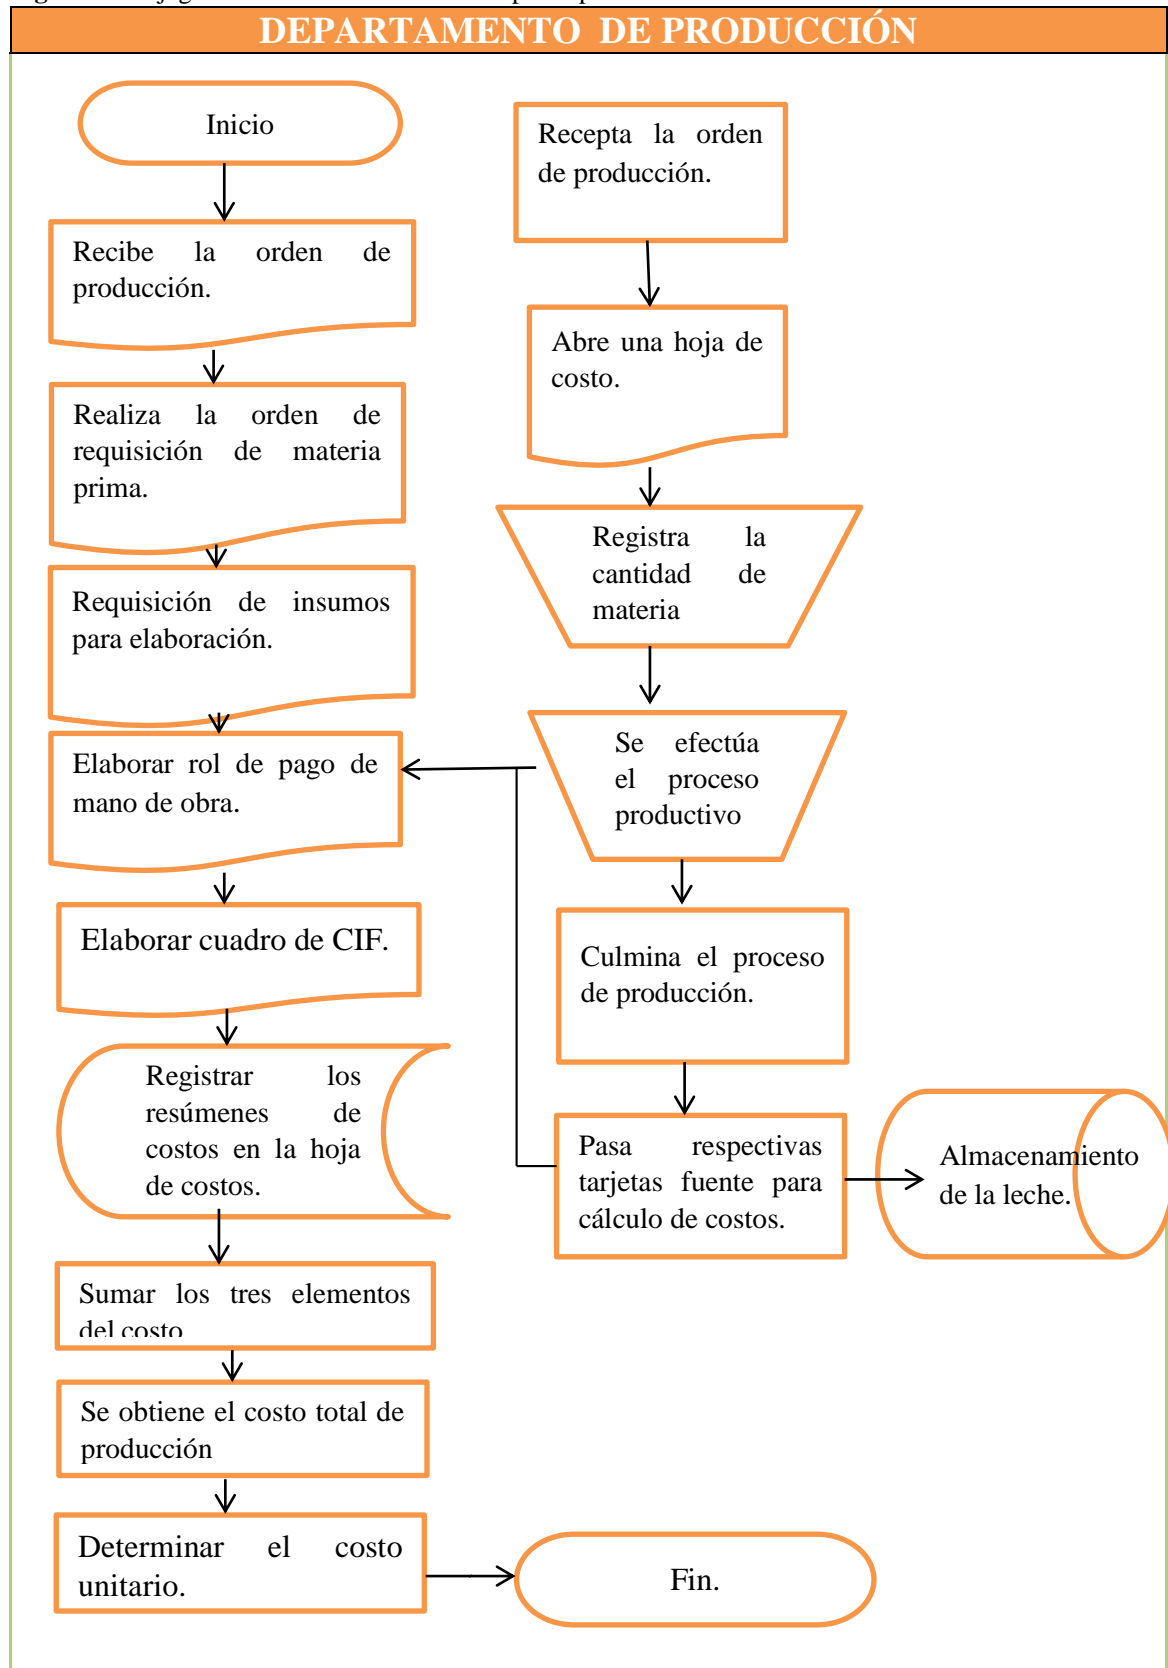 DEPARTAMENTO DE PRODUCCIÓN
Inicio
Recibe la orden de
producción.
Realiza la orden de
requisición de materia
prima.
Requisición de insumos
para elaboración.
Elaborar rol de pago de
mano de obra.
Elaborar cuadro de CIF.
Registrar los
resúmenes de
costos en la hoja
de costos.
Sumar los tres elementos
del costo
Se obtiene el costo total de
producción
Determinar el costo
unitario.
Recepta la orden
de producción.
Abre una hoja de
costo.
Registra la
cantidad de
materia
Se efectúa
el proceso
productivo
Culmina el proceso
de producción.
Pasa respectivas
tarjetas fuente para
cálculo de costos.
Almacenamiento
de la leche.
Fin.